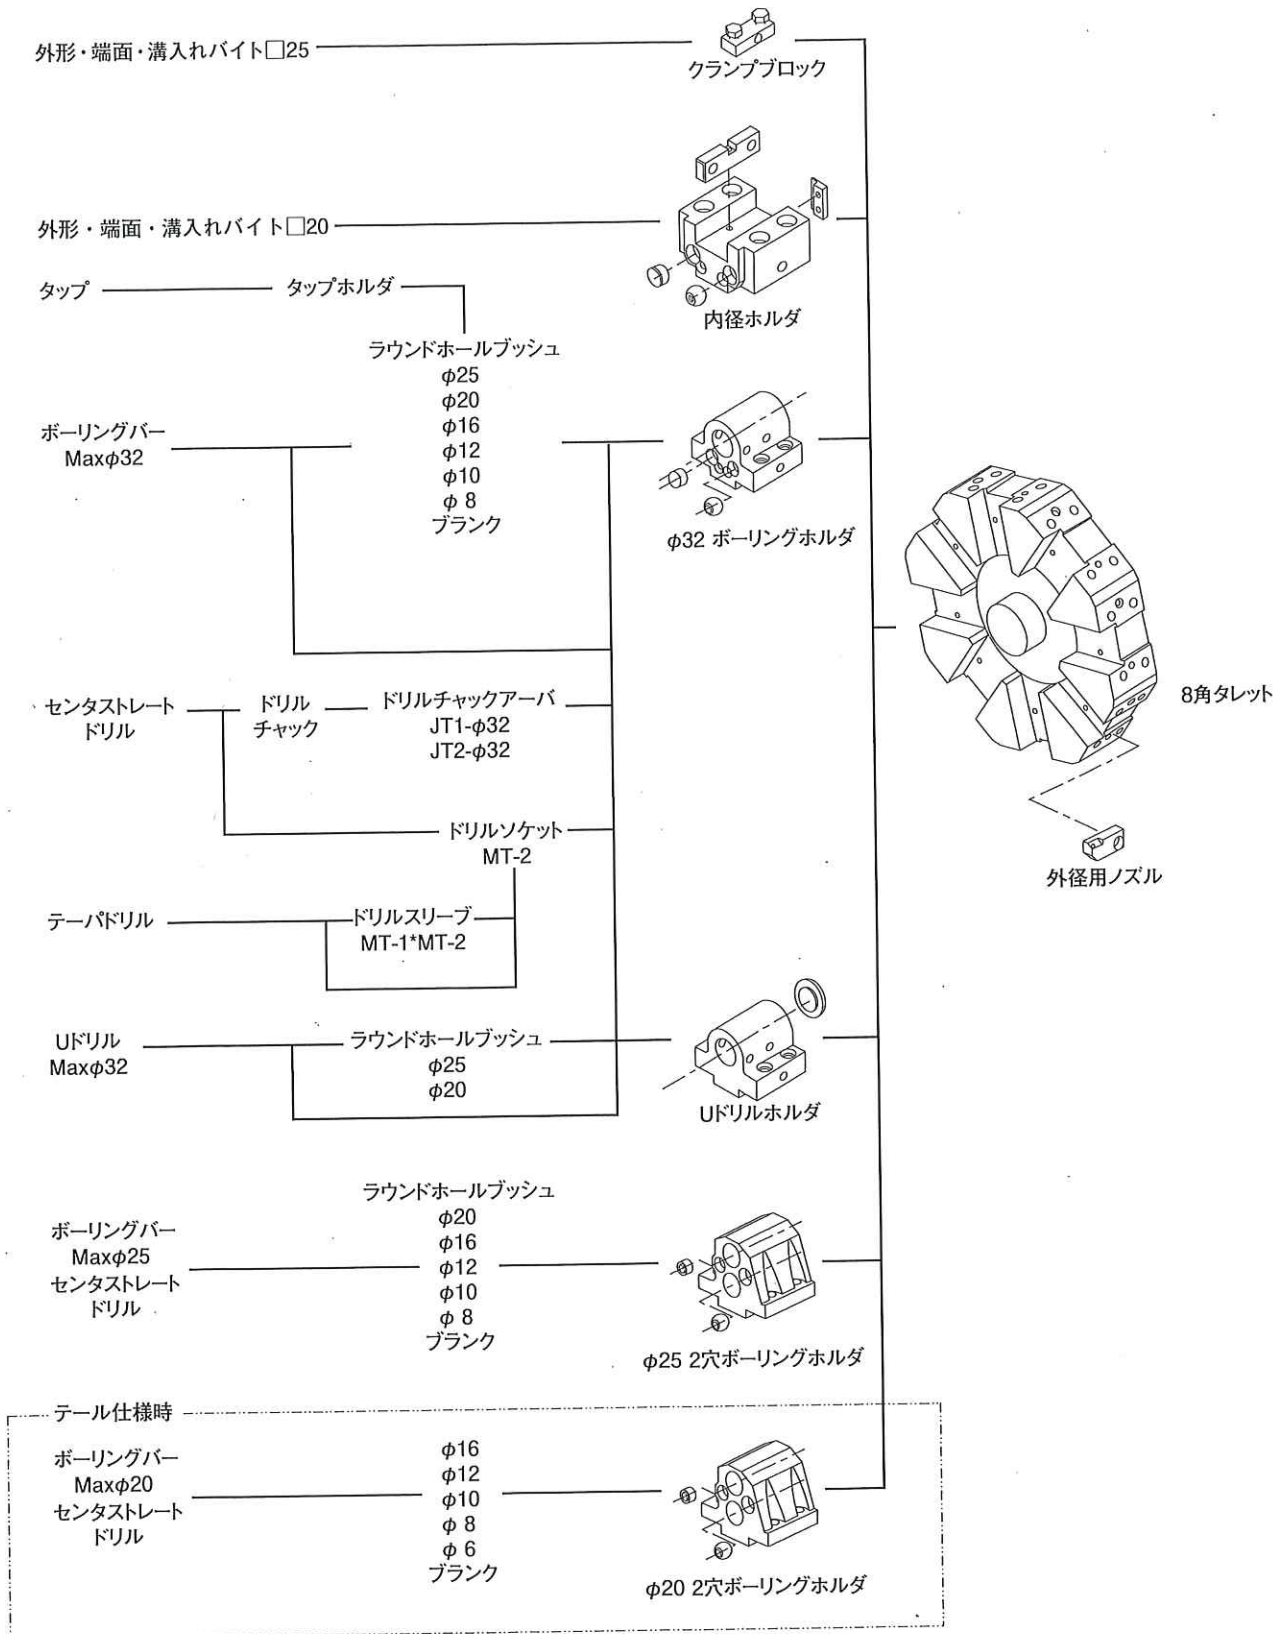 外形・端面・溝入れバイト□25
クランプブロック
外形・端面・溝入れバイト□20
内径ホルダ
タップ
タップホルダ
ラウンドホールブッシュ
φ25
φ20
φ16
φ12
φ10
φ 8
ブランク
ボーリングバー
Maxφ32
φ32 ボーリングホルダ
センタストレート
ドリル
ドリル
チャック
ドリルチャックアーバ
JT1-φ32
JT2-φ32
8角タレット
ドリルソケット
MT-2
外径用ノズル
テーパドリル
ドリルスリーブ
MT-1*MT-2
Uドリル
Maxφ32
ラウンドホールブッシュ
φ25
φ20
Uドリルホルダ
ボーリングバー
Maxφ25
センタストレート
ドリル
ラウンドホールブッシュ
φ20
φ16
φ12
φ10
φ 8
ブランク
φ25 2穴ボーリングホルダ
テール仕様時
ボーリングバー
Maxφ20
センタストレート
ドリル
φ16
φ12
φ10
φ 8
φ 6
ブランク
φ20 2穴ボーリングホルダ